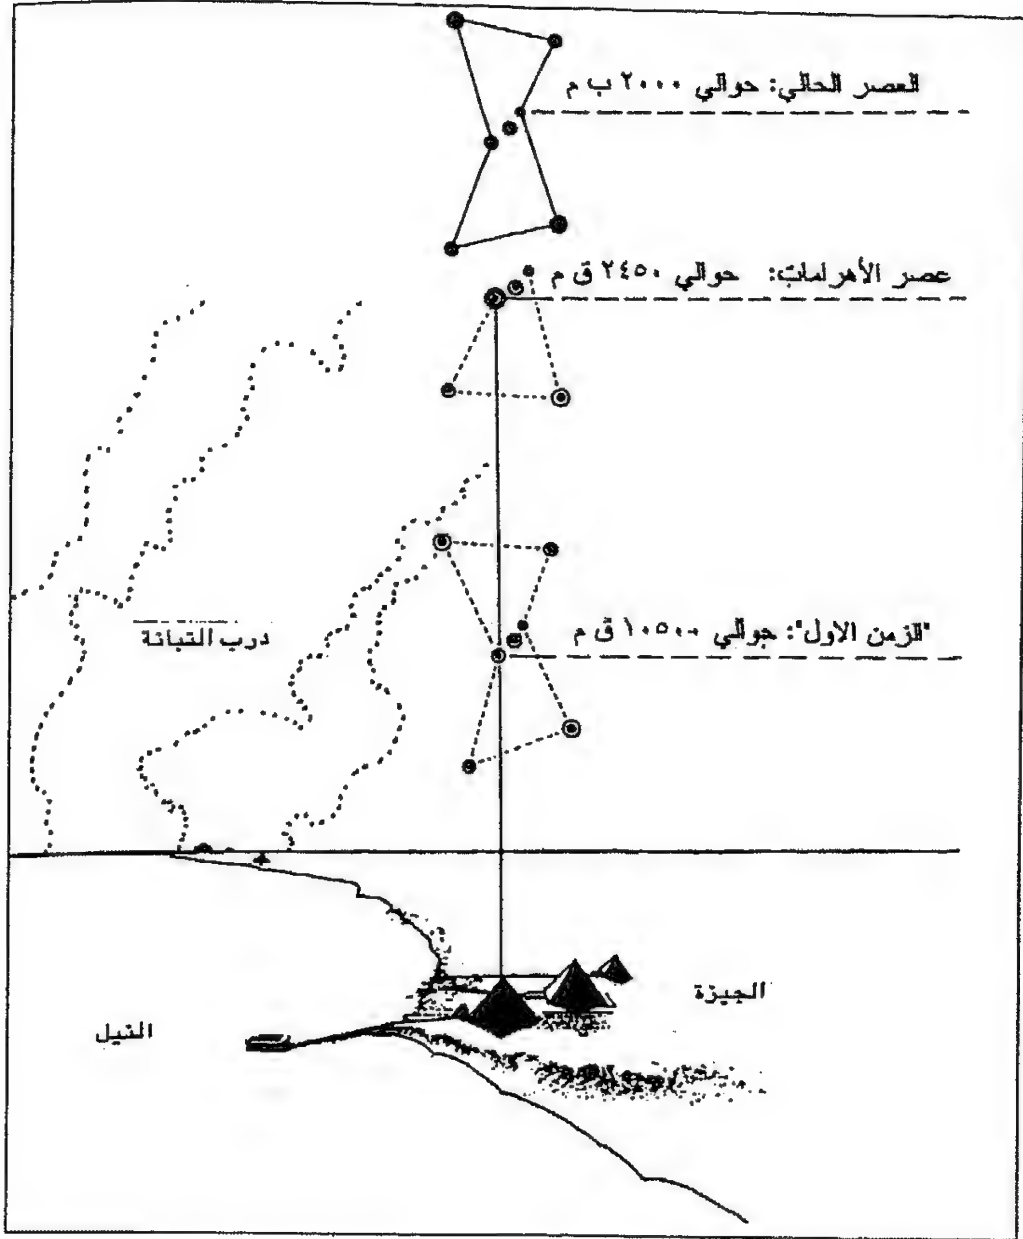 العصر الحالي: حوالي ٢٠٠٠ ب م
عصر الأهرامات: حوالي ٢٤٥٠ ق م
"الزمن الاول": حوالي ١٠٥٠٠ ق م
درب التبانة
الجيزة
النيل